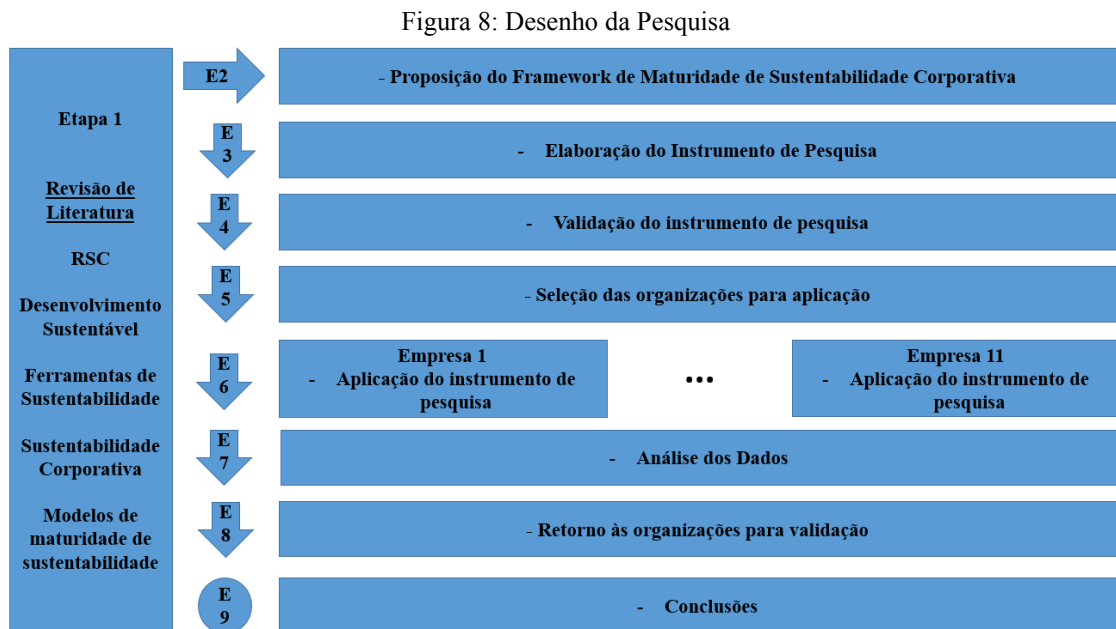 Figura 8: Desenho da Pesquisa
Etapa 1
Revisão de
Literatura
RSC
Desenvolvimento
Sustentável
Ferramentas de
Sustentabilidade
Sustentabilidade
Corporativa
Modelos de
maturidade de
sustentabilidade
E2
- Proposição do Framework de Maturidade de Sustentabilidade Corporativa
E
3
- Elaboração do Instrumento de Pesquisa
E
4
- Validação do instrumento de pesquisa
E
5
- Seleção das organizações para aplicação
E
6
Empresa 1
- Aplicação do instrumento de
pesquisa
...
Empresa 11
- Aplicação do instrumento de
pesquisa
E
7
- Análise dos Dados
E
8
- Retorno às organizações para validação
E
9
- Conclusões